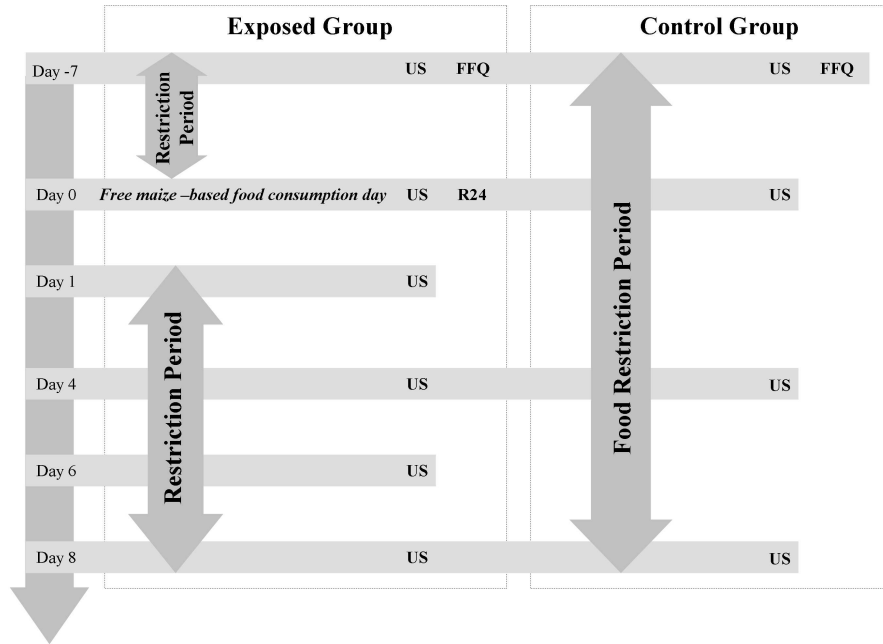 Exposed Group
Control Group
Day -7
US
FFQ
US
FFQ
Restriction
Period
Day 0
Free maize –based food consumption day
US
R24
US
Day 1
US
Restriction Period
Food Restriction Period
Day 4
US
US
Day 6
US
Day 8
US
US